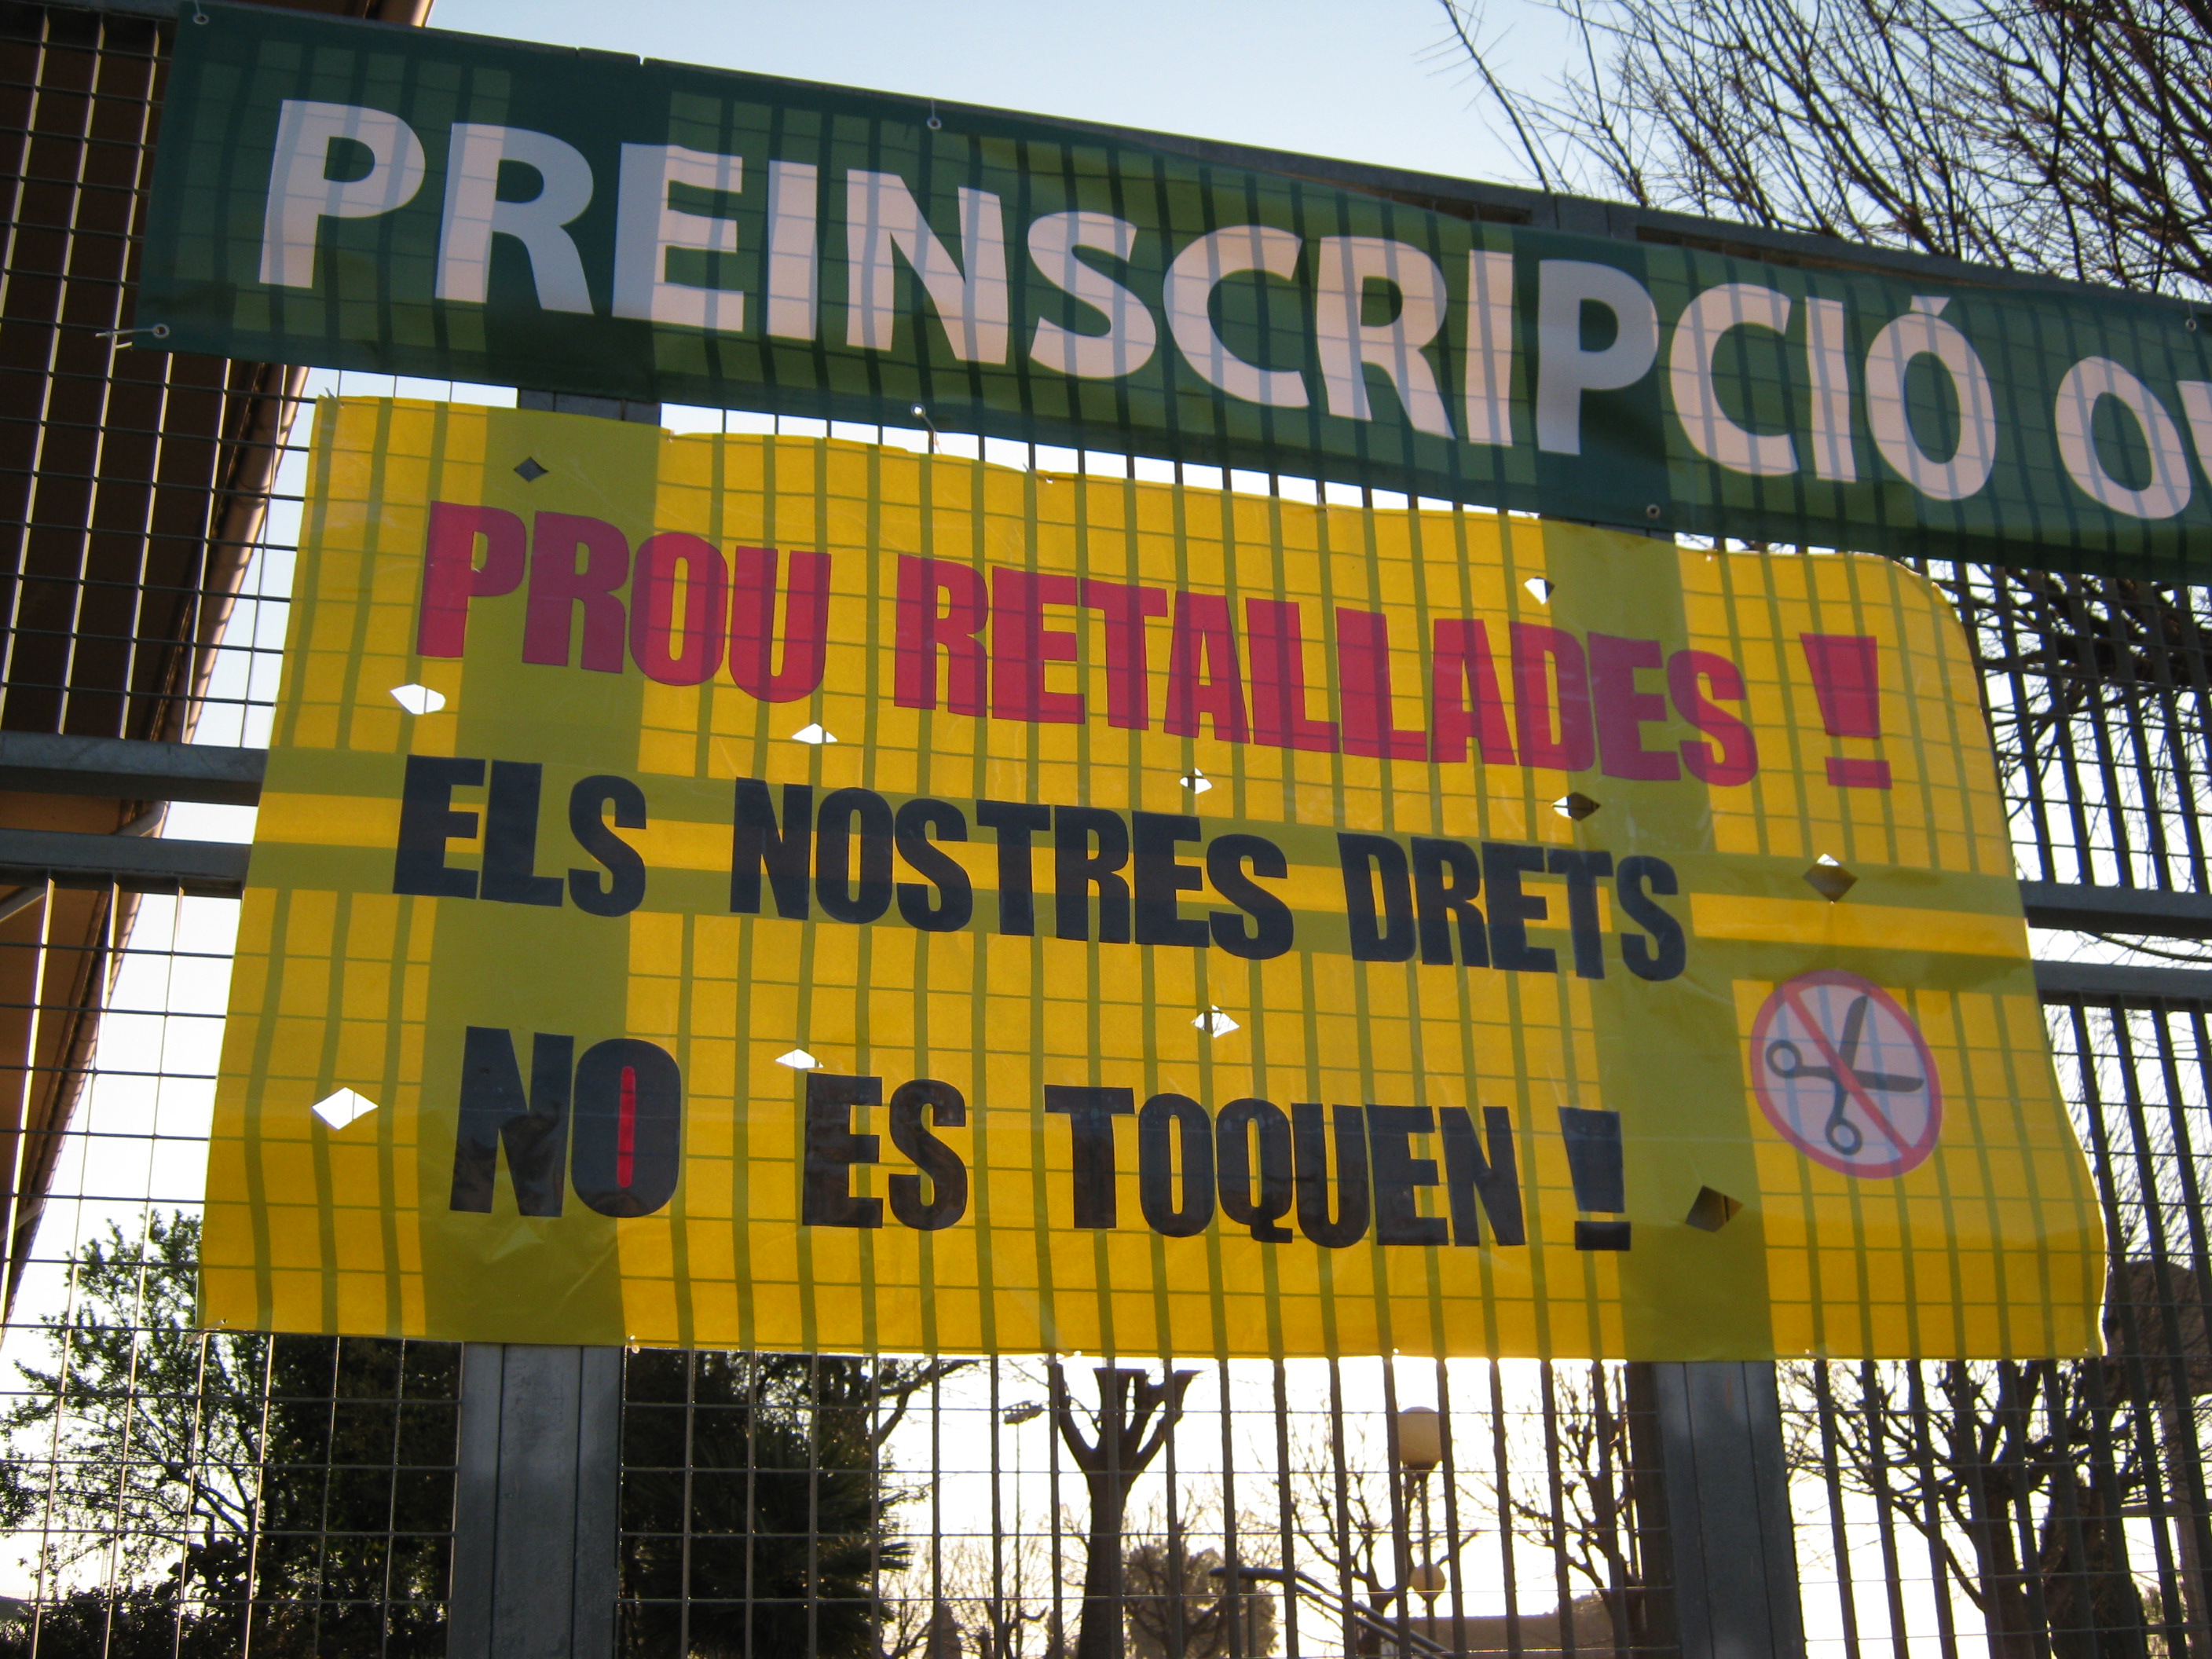 PREINSCRIPCIÓ
PROU RETALLADES !
ELS NOSTRES DRETS
NO ES TOQUEN !